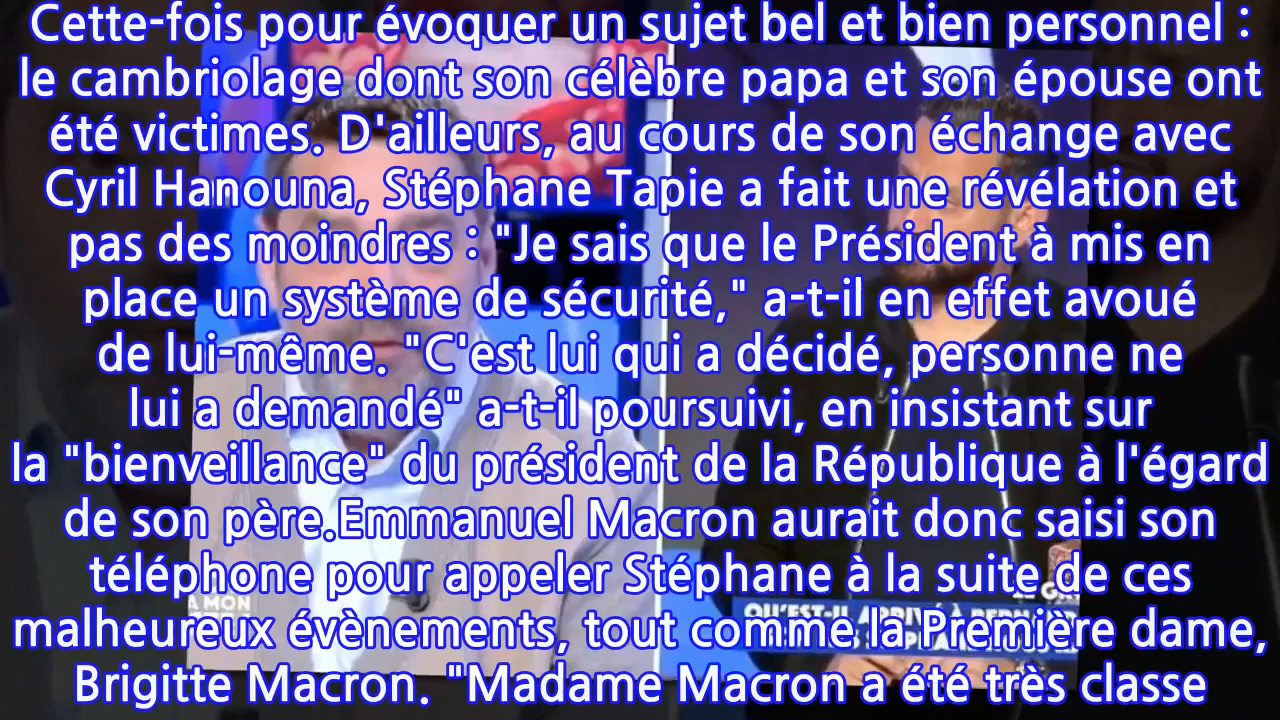 Cette-fois pour évoquer un sujet bel et bien personnel :
le cambriolage dont son célèbre papa et son épouse ont
été victimes. D'ailleurs, au cours de son échange avec
Cyril Hanouna, Stéphane Tapie a fait une révélation et
pas des moindres : "Je sais que le Président à mis en
place un système de sécurité," a-t-il en effet avoué
de lui-même. "C'est lui qui a décidé, personne ne
lui a demandé" a-t-il poursuivi, en insistant sur
la "bienveillance" du président de la République à l'égard
de son père.Emmanuel Macron aurait donc saisi son
téléphone pour appeler Stéphane à la suite de ces
malheureux évènements, tout comme la Première dame,
Brigitte Macron. "Madame Macron a été très classe
A MON
QU'EST-IL ARRIVÉ À